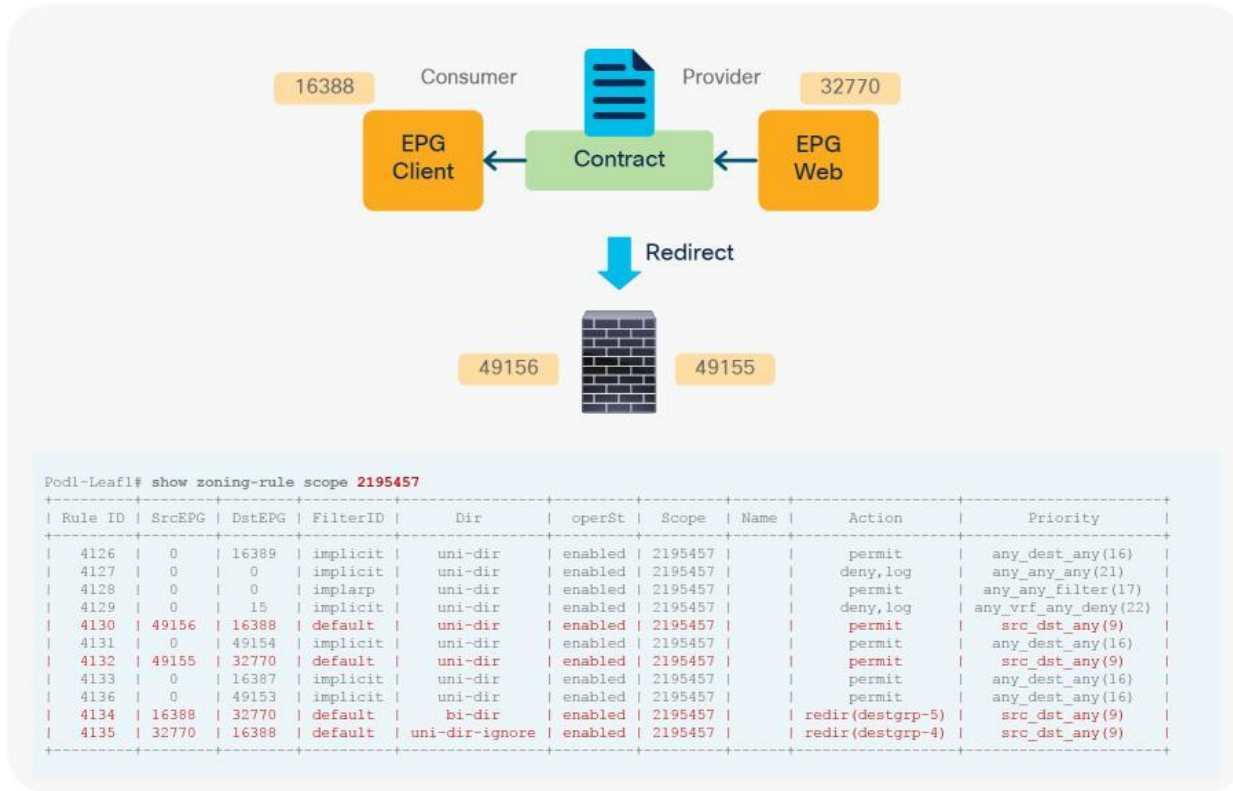 16388
Consumer
Provider
32770
EPG
Client
Contract
EPG
Web
Redirect
49156
49155
Pod1-Leaf1# show zoning-rule scope 2195457
| Rule ID | SrcEPG | DstEPG | FilterID | Dir | operSt | Scope | Name | Action | Priority |
| 4126 | 0 | 16389 | implicit | uni-dir | enabled | 2195457 | | permit | any_dest_any(16) |
| 4127 | 0 | 0 | implicit | uni-dir | enabled | 2195457 | | deny,log | any_any_any(21) |
| 4128 | 0 | 0 | implarp | uni-dir | enabled | 2195457 | | permit | any_any_filter(17) |
| 4129 | 0 | 15 | implicit | uni-dir | enabled | 2195457 | | deny,log | any_vrf_any_deny(22) |
| 4130 | 49156 | 16388 | default | uni-dir | enabled | 2195457 | | permit | src_dst_any(9) |
| 4131 | 0 | 49154 | implicit | uni-dir | enabled | 2195457 | | permit | any_dest_any(16) |
| 4132 | 49155 | 32770 | default | uni-dir | enabled | 2195457 | | permit | src_dst_any(9) |
| 4133 | 0 | 16387 | implicit | uni-dir | enabled | 2195457 | | permit | any_dest_any(16) |
| 4136 | 0 | 49153 | implicit | uni-dir | enabled | 2195457 | | permit | any_dest_any(16) |
| 4134 | 16388 | 32770 | default | bi-dir | enabled | 2195457 | | redir(destgrp-5) | src_dst_any(9) |
| 4135 | 32770 | 16388 | default | uni-dir-ignore | enabled | 2195457 | | redir(destgrp-4) | src_dst_any(9) |